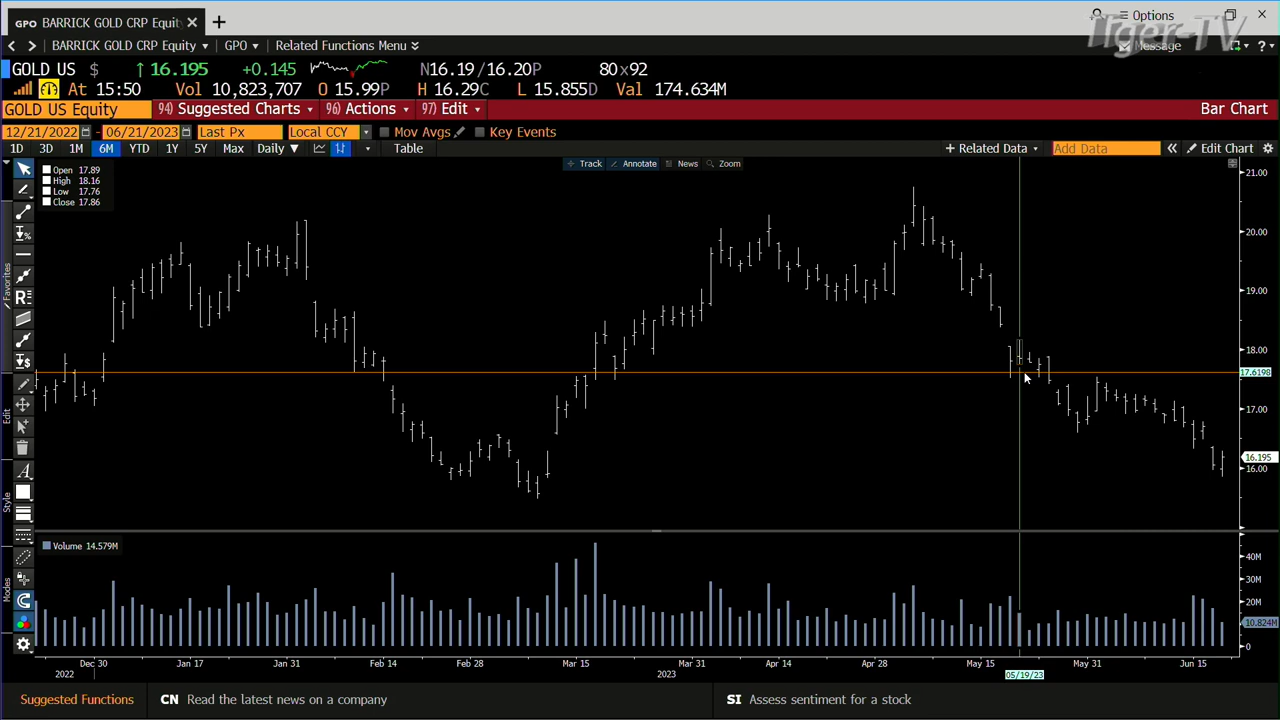 GPO BARRICK GOLD CRP Equity
Options
Tiger-TV
BARRICK GOLD CRP Equity GPO Related Functions Menu Message
GOLD US $ 16.195 +0.145 N16.19/16.20P 80x92
At 15:50 Vol 10,823,707 O 15.99P H 16.29C L 15.855D Val 174.634M
GOLD US Equity 94) Suggested Charts 96) Actions 97) Edit Bar Chart
12/21/2022 - 06/21/2023 Last Px Local CCY Mov Avgs Key Events
1D 3D 1M 6M YTD 1Y 5Y Max Daily Table + Related Data Add Data Edit Chart
Track Annotate News Zoom
Open 17.89
High 18.16
Low 17.76
Close 17.86
21.00
20.00
19.00
18.00
17.6198
17.00
16.195
16.00
Favorites
Edit
Style
Modes
Volume 14.579M
40M
30M
20M
10.824M
0
Dec 30 Jan 17 Jan 31 Feb 14 Feb 28 Mar 15 Mar 31 Apr 14 Apr 28 May 15 May 31 Jun 15
2022 2023 05/19/23
Suggested Functions CN Read the latest news on a company SI Assess sentiment for a stock